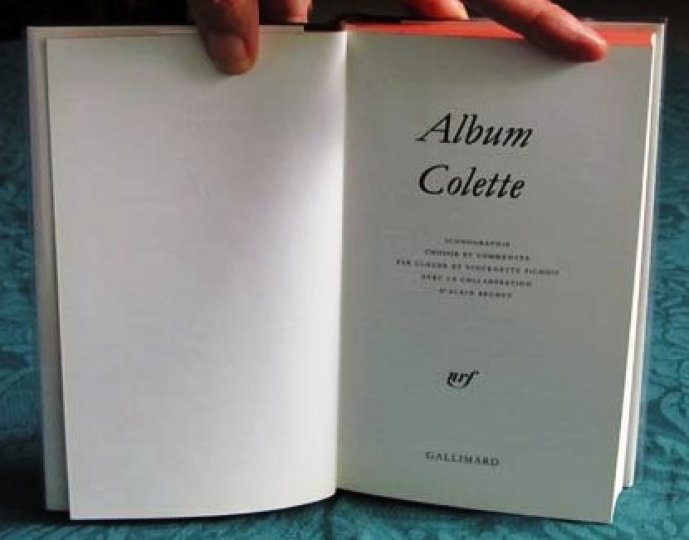 Album
Colette
ICONOGRAPHIE
CHOISIE ET COMMENTÉE
PAR CLAUDE ET VINCENETTE PICHOIS
AVEC LA COLLABORATION
D'ALAIN BRUNET
nrf
GALLIMARD